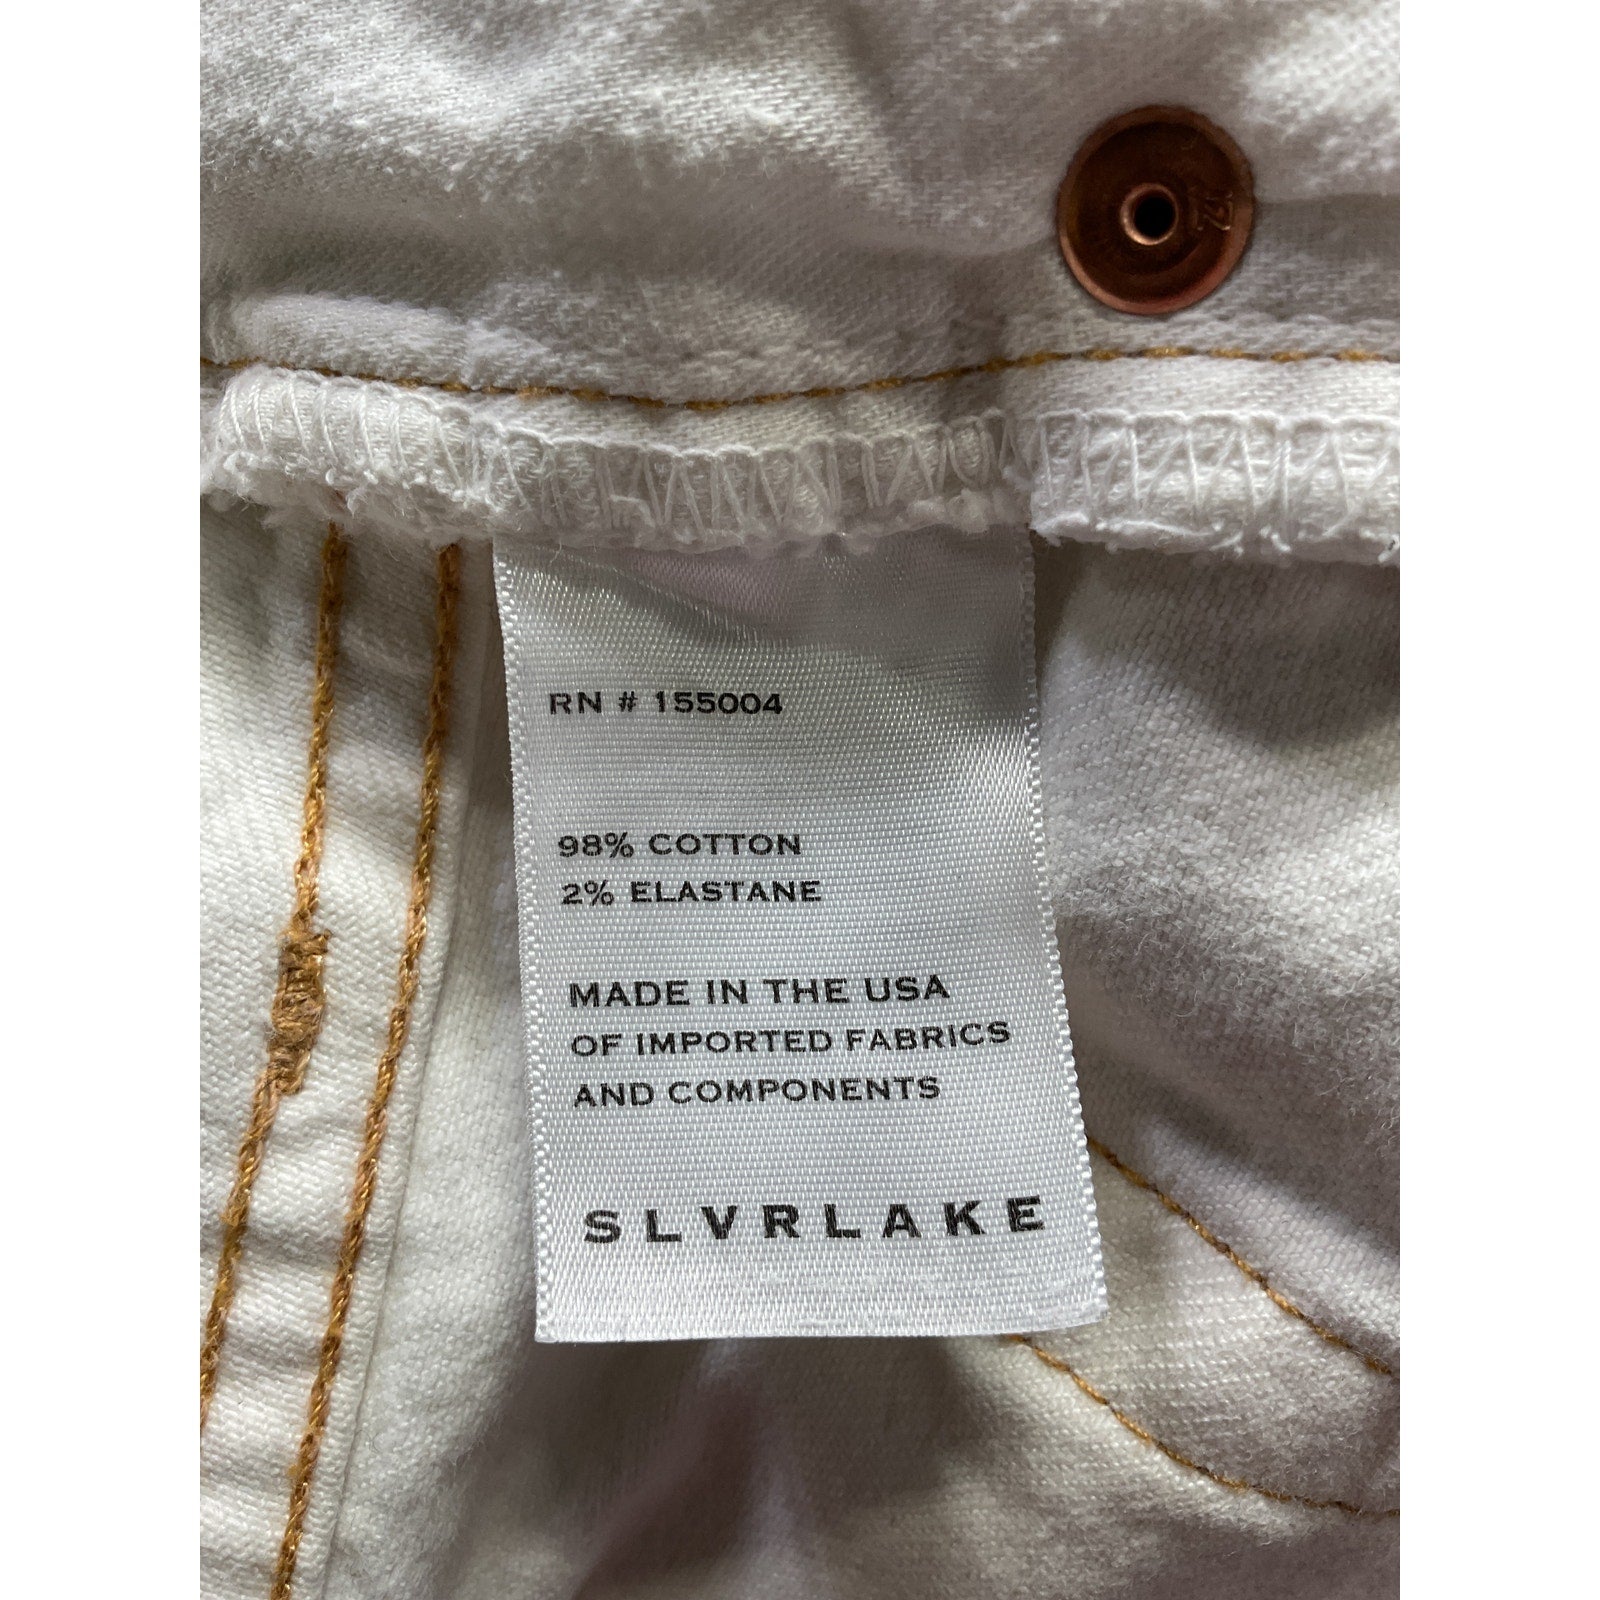 RN # 155004
98% COTTON
2% ELASTANE
MADE IN THE USA
OF IMPORTED FABRICS
AND COMPONENTS
SLVRLAKE